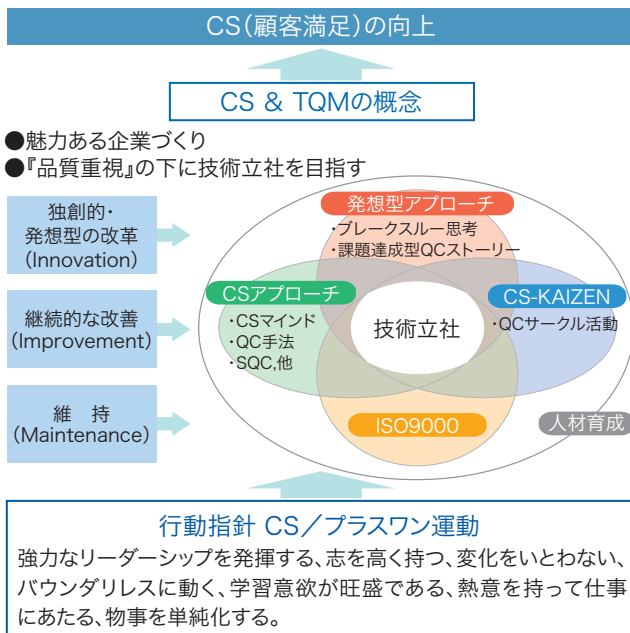 CS（顧客満足）の向上
CS & TQMの概念
●魅力ある企業づくり
●『品質重視』の下に技術立社を目指す
独創的・
発想型の改革
(Innovation)
継続的な改善
(Improvement)
維　持
(Maintenance)
発想型アプローチ
・ブレークスルー思考
・課題達成型QCストーリー
CSアプローチ
・CSマインド
・QC手法
・SQC,他
技術立社
CS-KAIZEN
・QCサークル活動
ISO9000
人材育成
行動指針 CS／プラスワン運動
強力なリーダーシップを発揮する、志を高く持つ、変化をいとわない、
バウンダリレスに動く、学習意欲が旺盛である、熱意を持って仕事
にあたる、物事を単純化する。